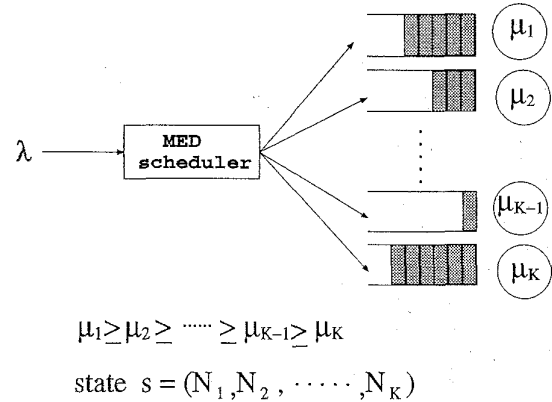 μ1
μ2
λ
MED
scheduler
μK−1
μK
μ1≥μ2≥ ······ ≥μK−1≥μK
state s = (N1,N2, ·····,NK)